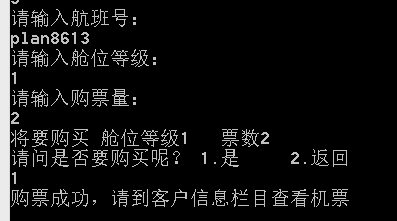 请输入航班号：
plan8613
请输入舱位等级：
1
请输入购票量：
2
将要购买 舱位等级1   票数2
请问是否要购买呢？ 1.是     2.返回
1
购票成功，请到客户信息栏目查看机票